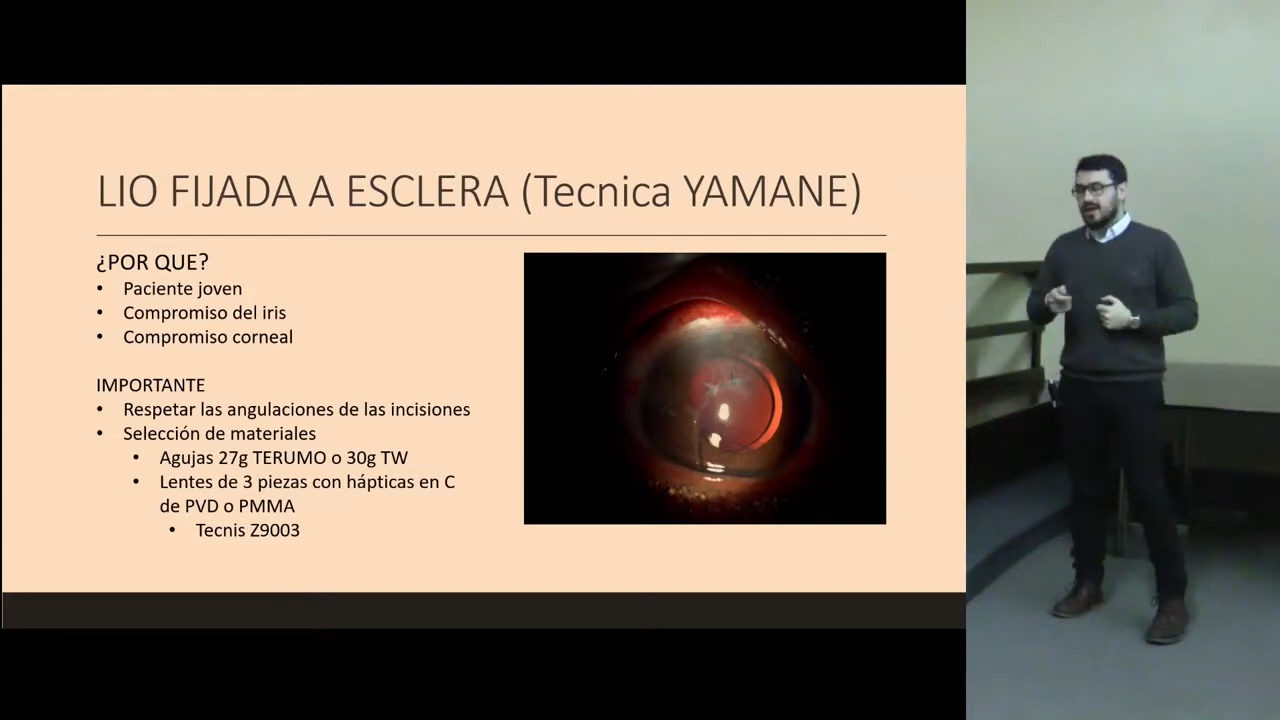 LIO FIJADA A ESCLERA (Tecnica YAMANE)
¿POR QUE?
• Paciente joven
• Compromiso del iris
• Compromiso corneal
IMPORTANTE
• Respetar las angulaciones de las incisiones
• Selección de materiales
• Agujas 27g TERUMO o 30g TW
• Lentes de 3 piezas con hápticas en C
de PVD o PMMA
• Tecnis Z9003